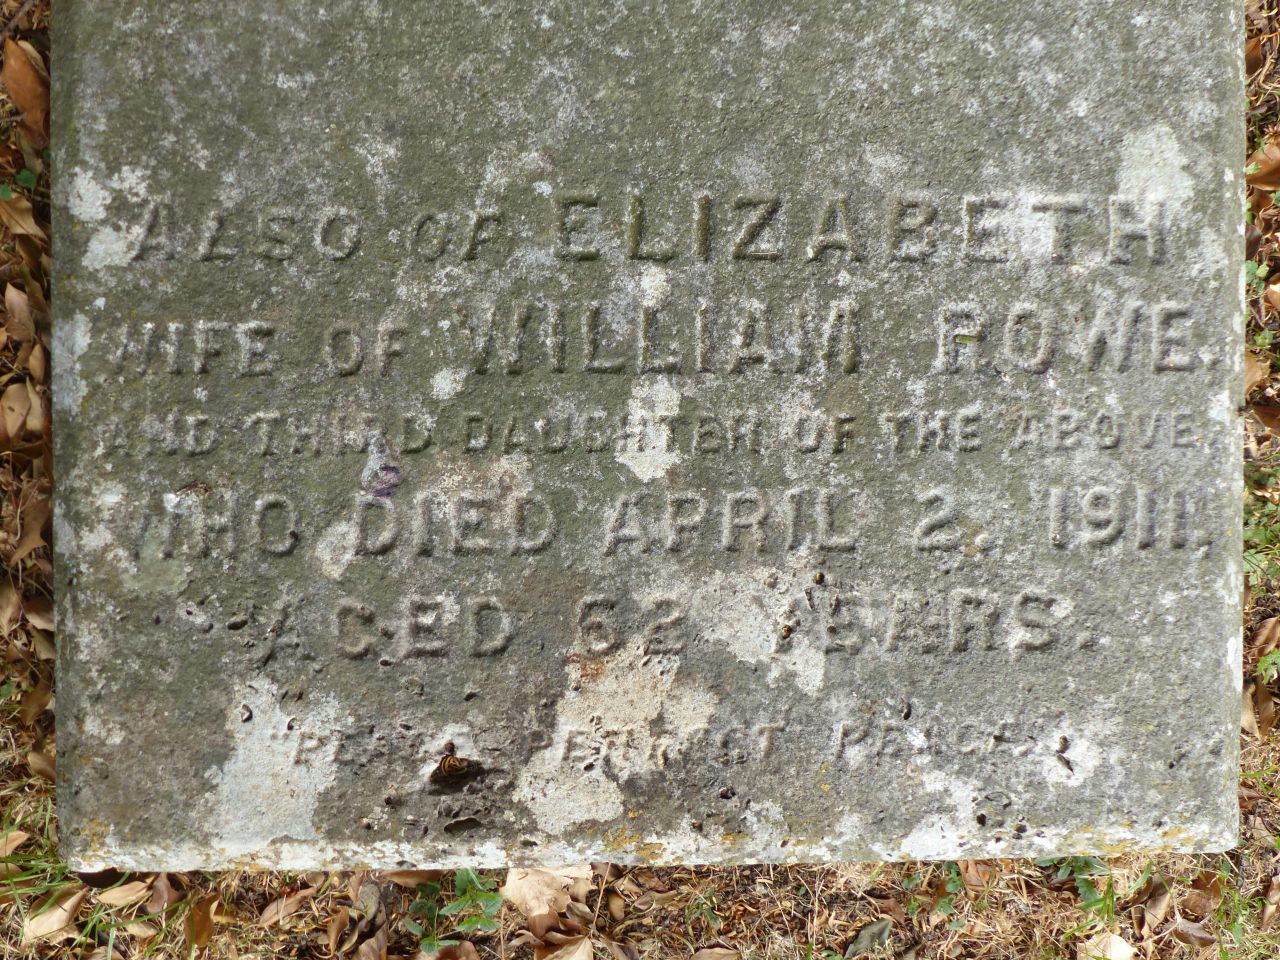 ALSO OF ELIZABETH
WIFE OF WILLIAM ROWE.
AND THIRD DAUGHTER OF THE ABOVE
WHO DIED APRIL 2. 1911.
AGED 62 YEARS.
PERFECT PEACE